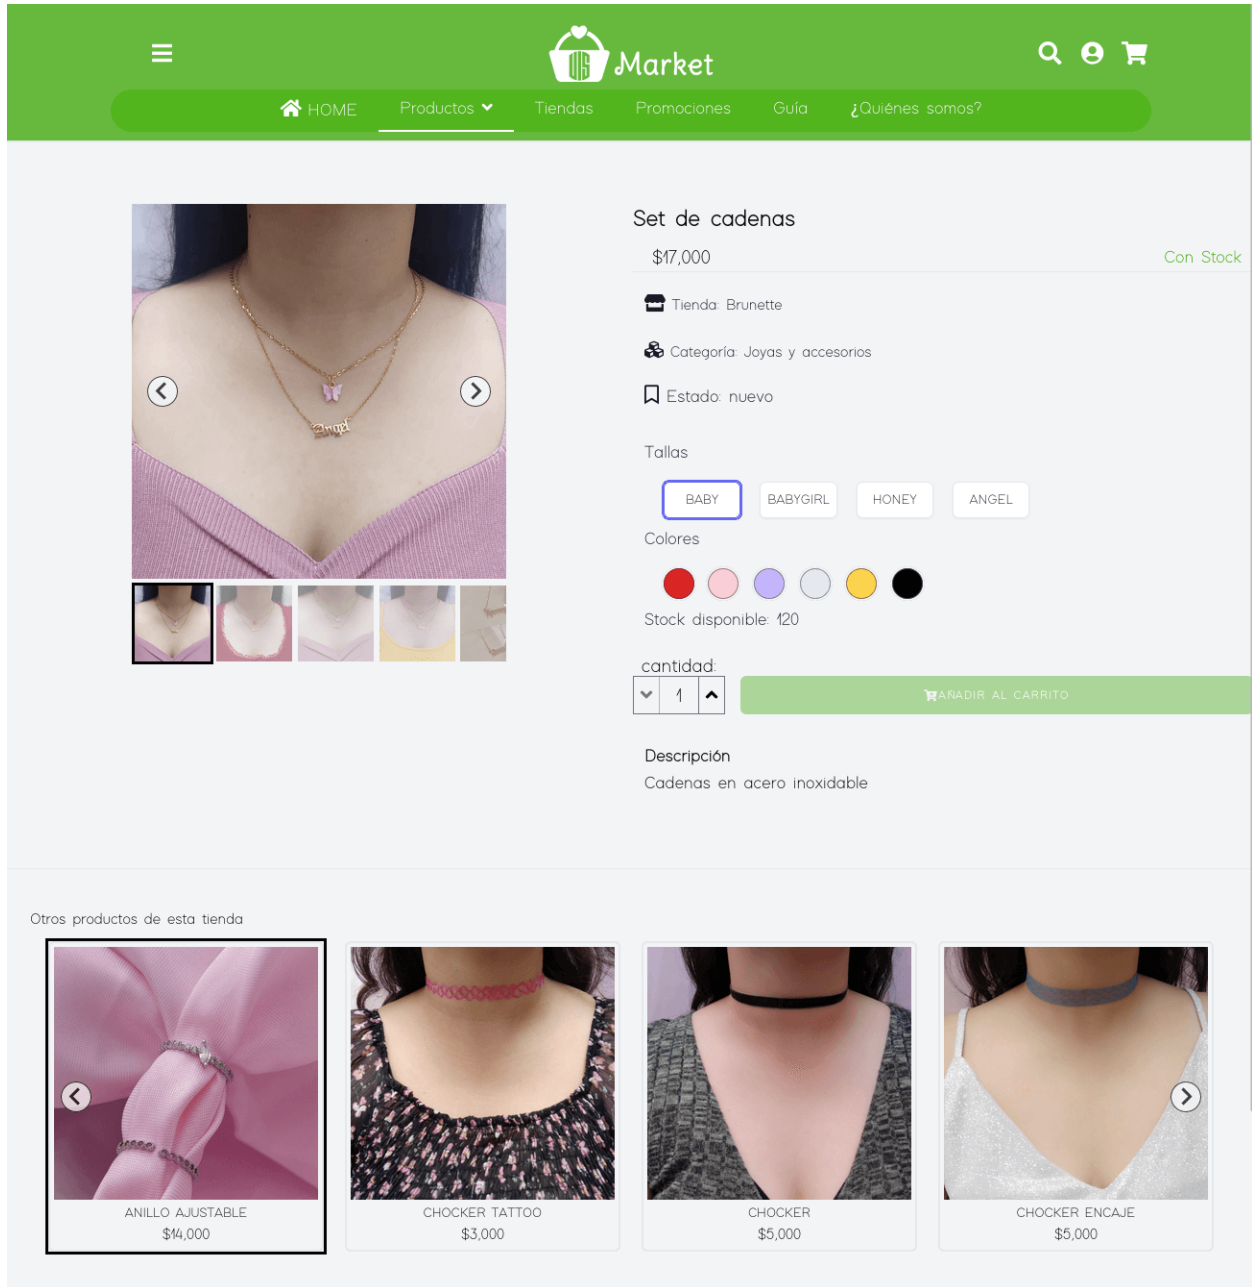 UIS
Market
HOME
Productos
Tiendas
Promociones
Guía
¿Quiénes somos?
Set de cadenas
$17,000
Con Stock
Tienda: Brunette
Categoría: Joyas y accesorios
Estado: nuevo
Angel
Tallas
BABY
BABYGIRL
HONEY
ANGEL
Colores
Stock disponible: 120
cantidad:
1
AÑADIR AL CARRITO
Descripción
Cadenas en acero inoxidable
Otros productos de esta tienda
ANILLO AJUSTABLE
$14,000
CHOCKER TATTOO
$3,000
CHOCKER
$5,000
CHOCKER ENCAJE
$5,000